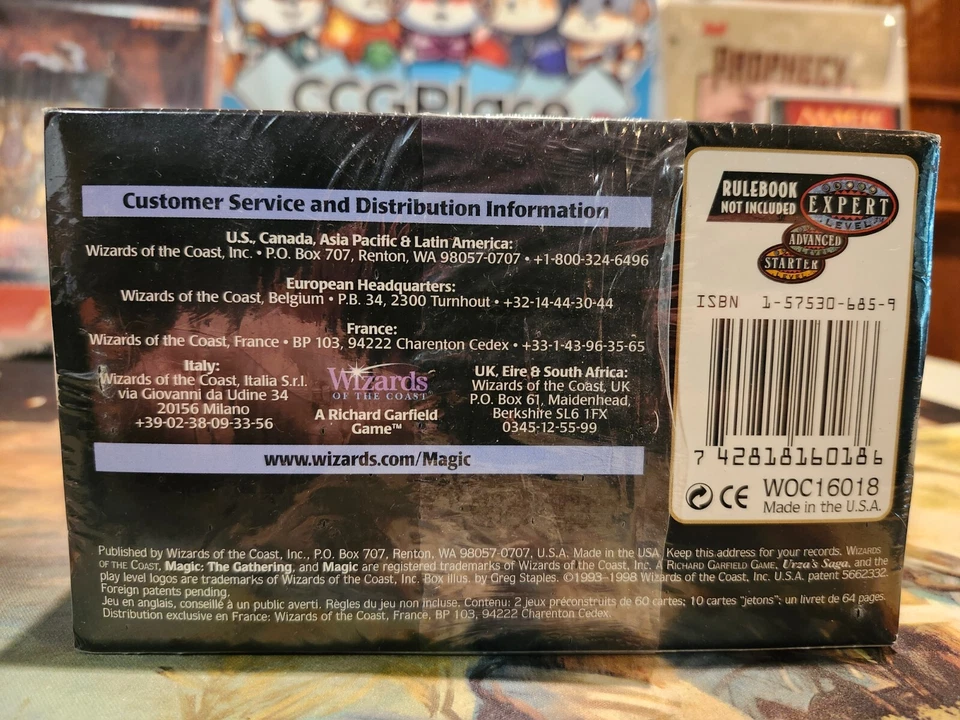 CCGPlace
PROPHECY
Customer Service and Distribution Information
U.S., Canada, Asia Pacific & Latin America:
Wizards of the Coast, Inc. • P.O. Box 707, Renton, WA 98057-0707 • +1-800-324-6496
European Headquarters:
Wizards of the Coast, Belgium • P.B. 34, 2300 Turnhout • +32-14-44-30-44
France:
Wizards of the Coast, France • BP 103, 94222 Charenton Cedex • +33-1-43-96-35-65
Italy:
Wizards of the Coast, Italia S.r.l.
via Giovanni da Udine 34
20156 Milano
+39-02-38-09-33-56
WIZARDS
OF THE COAST
A Richard Garfield
Game™
UK, Eire & South Africa:
Wizards of the Coast, UK
P.O. Box 61, Maidenhead,
Berkshire SL6 1FX
0345-12-55-99
www.wizards.com/Magic
RULEBOOK
NOT INCLUDED
EXPERT
LEVEL
ADVANCED
LEVEL
STARTER
LEVEL
ISBN 1-57530-685-9
7 4281816018 6
CE WOC16018
Made in the U.S.A.
Published by Wizards of the Coast, Inc., P.O. Box 707, Renton, WA 98057-0707, U.S.A. Made in the USA. Keep this address for your records. WIZARDS
OF THE COAST, Magic: The Gathering, and Magic are registered trademarks of Wizards of the Coast, Inc. A RICHARD GARFIELD GAME, Urza's Saga, and the
play level logos are trademarks of Wizards of the Coast, Inc. Box illus. by Greg Staples. ©1993–1998 Wizards of the Coast, Inc. U.S.A. patent 5662332.
Foreign patents pending.
Jeu en anglais, conseillé à un public averti. Règles du jeu non incluse. Contenu: 2 jeux préconstruits de 60 cartes; 10 cartes "jetons"; un livret de 64 pages.
Distribution exclusive en France: Wizards of the Coast, France, BP 103, 94222 Charenton Cedex.